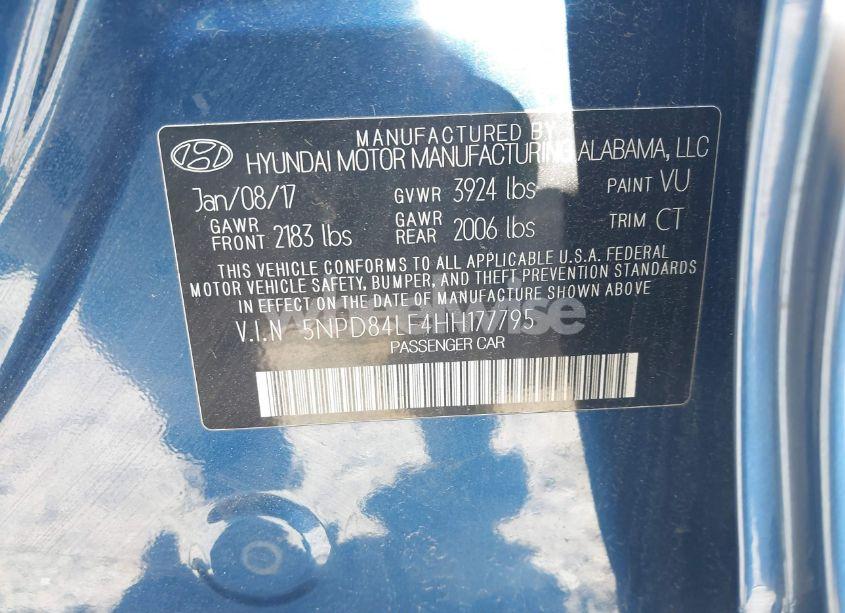 MANUFACTURED BY
HYUNDAI MOTOR MANUFACTURING ALABAMA, LLC
Jan/08/17 GVWR 3924 lbs PAINT VU
GAWR FRONT 2183 lbs GAWR REAR 2006 lbs TRIM CT
THIS VEHICLE CONFORMS TO ALL APPLICABLE U.S.A. FEDERAL
MOTOR VEHICLE SAFETY, BUMPER, AND THEFT PREVENTION STANDARDS
IN EFFECT ON THE DATE OF MANUFACTURE SHOWN ABOVE
V.I.N 5NPD84LF4HH177795
PASSENGER CAR